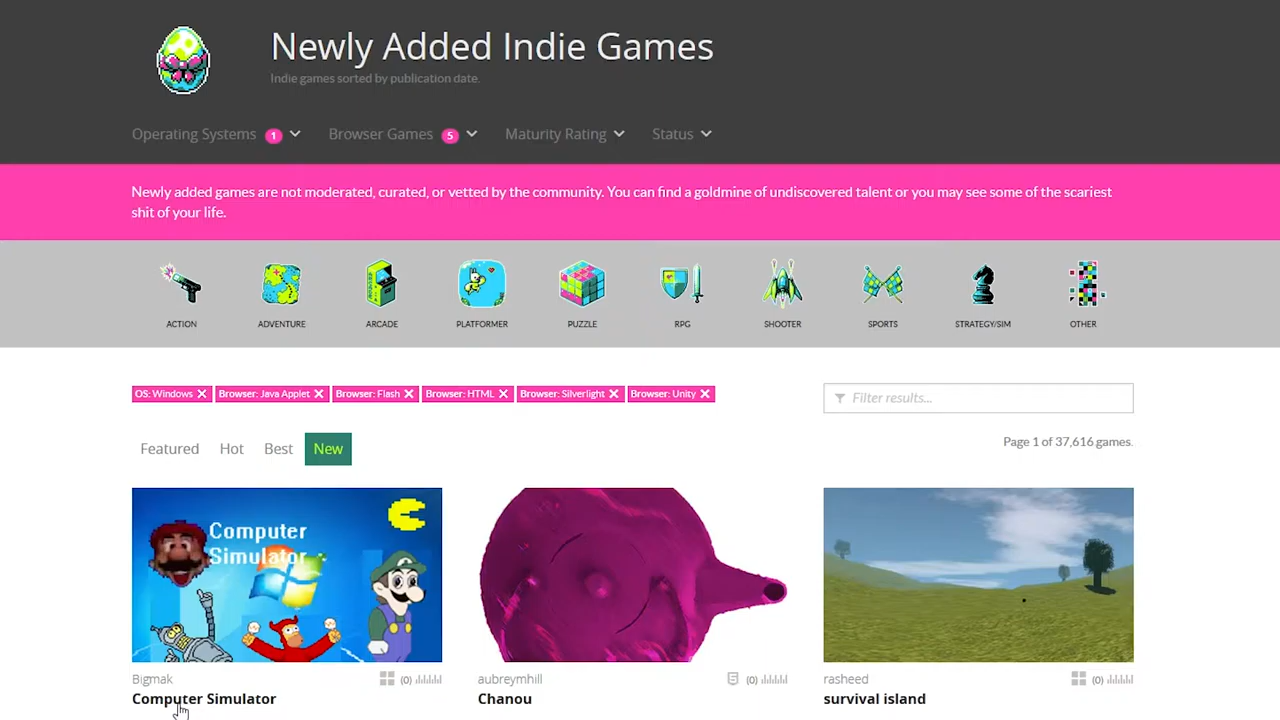 Newly Added Indie Games
Indie games sorted by publication date.
Operating Systems 1 Browser Games 5 Maturity Rating Status
Newly added games are not moderated, curated, or vetted by the community. You can find a goldmine of undiscovered talent or you may see some of the scariest
shit of your life.
ACTION ADVENTURE ARCADE PLATFORMER PUZZLE RPG SHOOTER SPORTS STRATEGY/SIM OTHER
OS: Windows Browser: Java Applet Browser: Flash Browser: HTML Browser: Silverlight Browser: Unity
Filter results...
Featured Hot Best New
Page 1 of 37,616 games.
Computer
Simulator
Bigmak (0) aubreymhill (0) rasheed (0)
Computer Simulator Chanou survival island